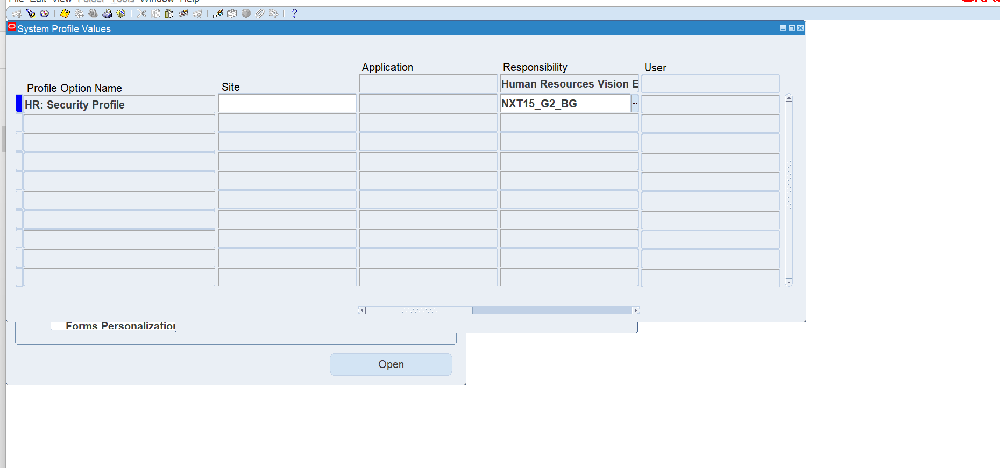 File Edit View Folder Tools Window Help
System Profile Values
Application Responsibility User
Human Resources Vision E
Profile Option Name Site
HR: Security Profile NXT15_G2_BG
Forms Personalization
Open